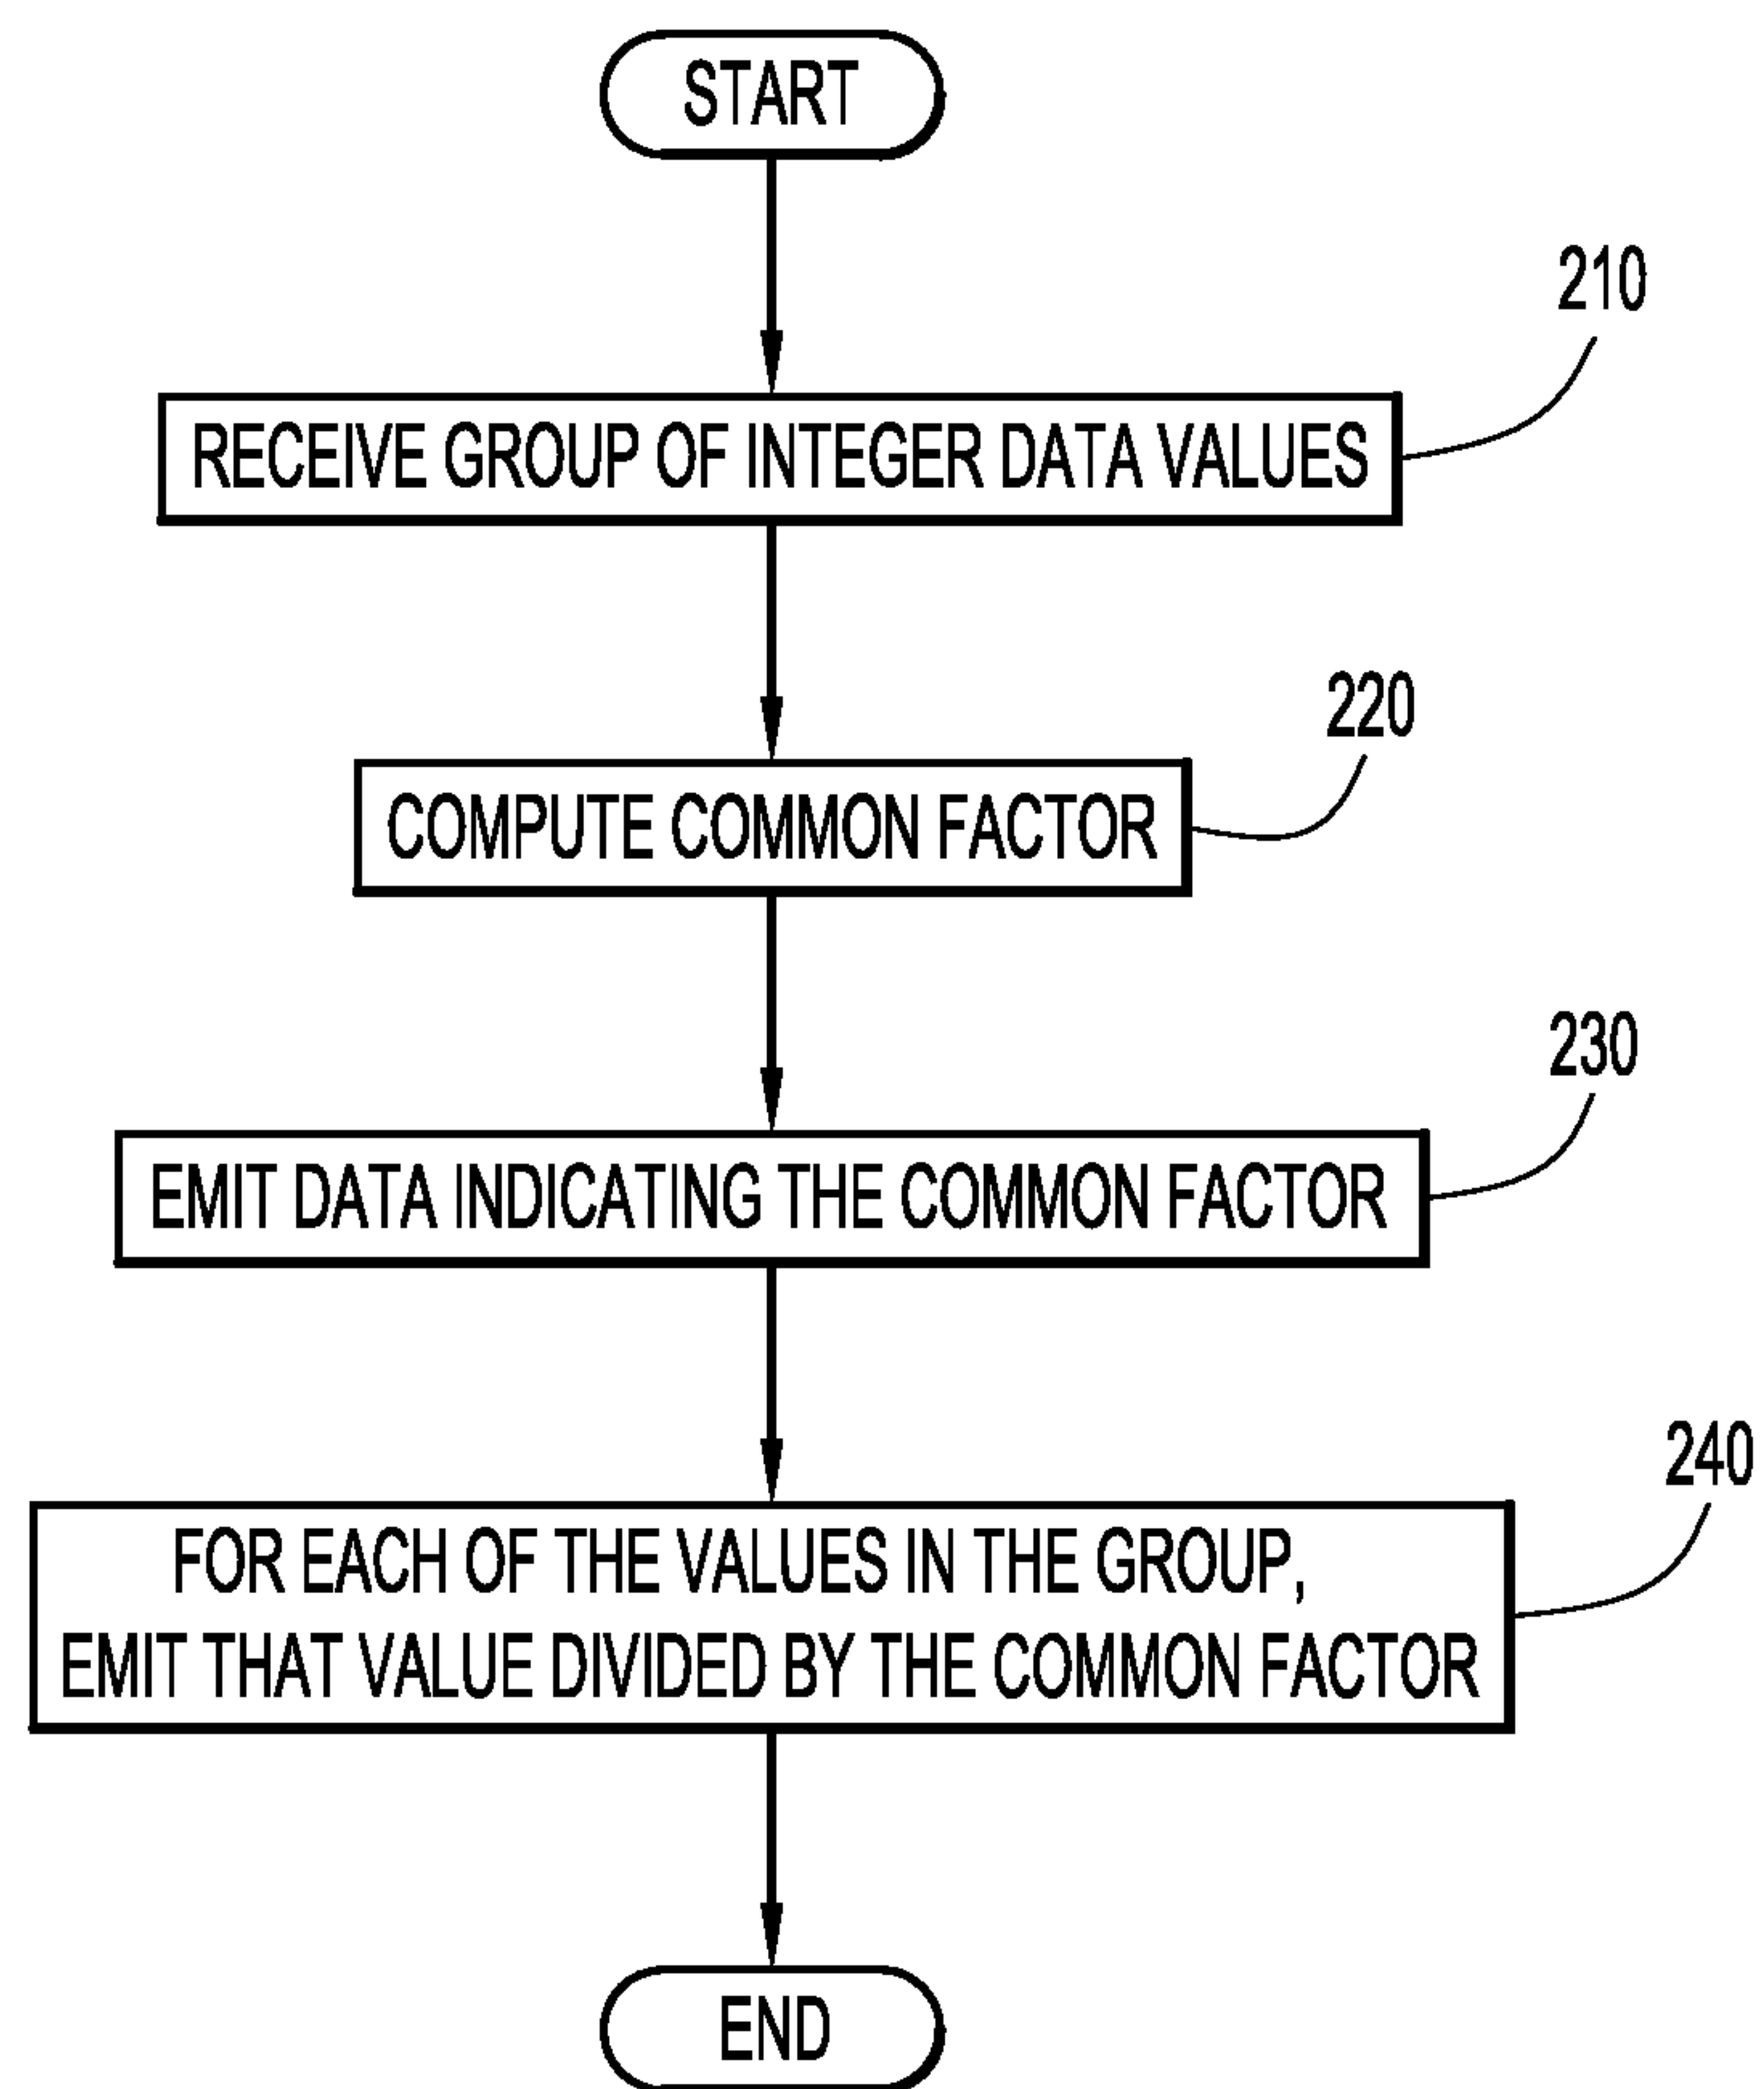 START
210
RECEIVE GROUP OF INTEGER DATA VALUES
220
COMPUTE COMMON FACTOR
230
EMIT DATA INDICATING THE COMMON FACTOR
240
FOR EACH OF THE VALUES IN THE GROUP,
EMIT THAT VALUE DIVIDED BY THE COMMON FACTOR
END